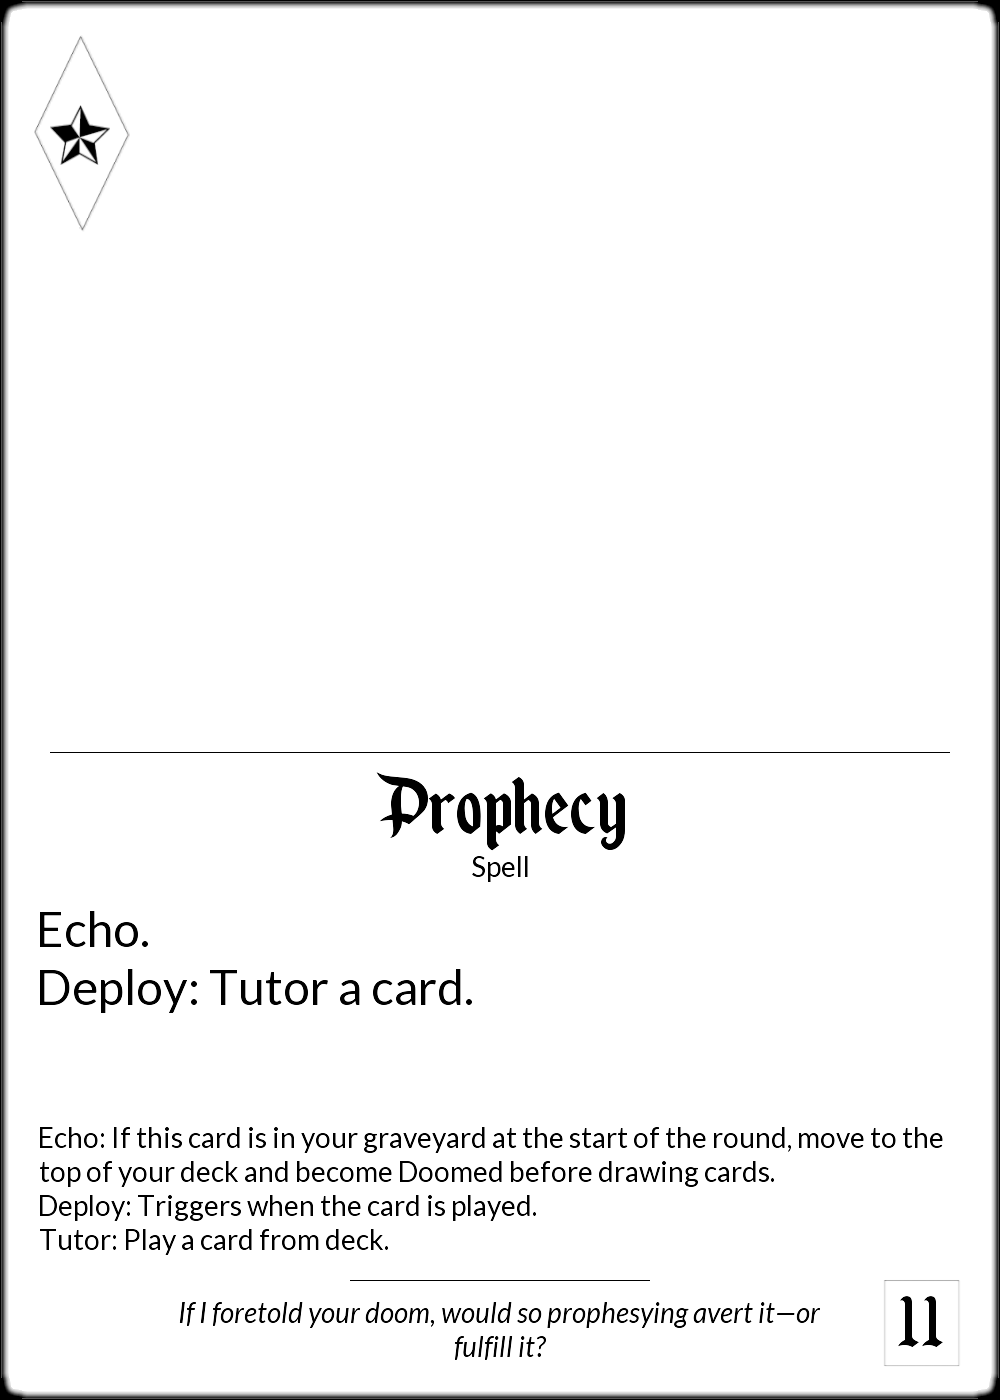 Prophecy
Spell
Echo.
Deploy: Tutor a card.
Echo: If this card is in your graveyard at the start of the round, move to the
top of your deck and become Doomed before drawing cards.
Deploy: Triggers when the card is played.
Tutor: Play a card from deck.
If I foretold your doom, would so prophesying avert it—or
fulfill it?
11